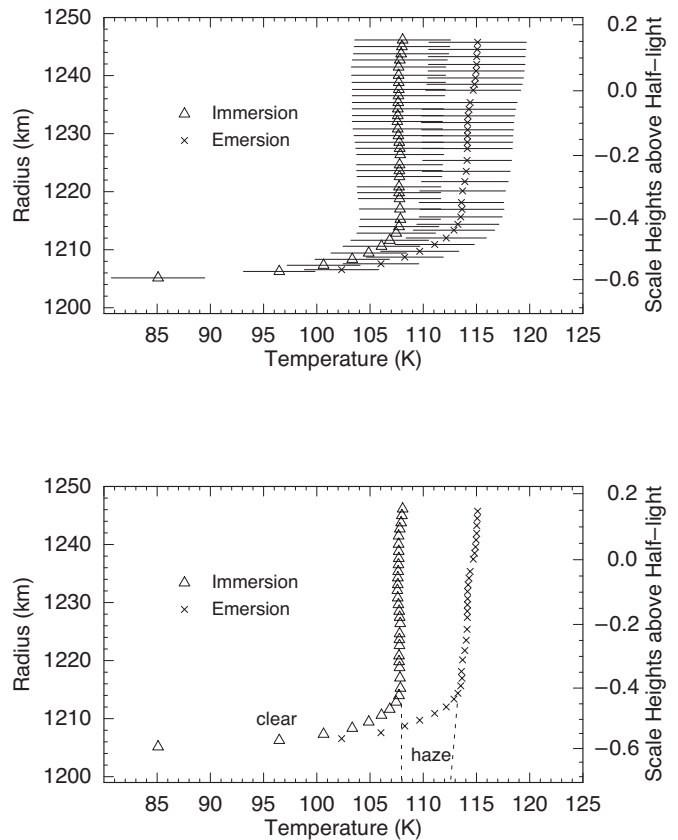 1250
1240
1230
1220
1210
1200
Radius (km)
Immersion
Emersion
0.2
0.0
−0.2
−0.4
−0.6
Scale Heights above Half−light
85 90 95 100 105 110 115 120 125
Temperature (K)
1250
1240
1230
1220
1210
1200
Radius (km)
Immersion
Emersion
clear
haze
0.2
0.0
−0.2
−0.4
−0.6
Scale Heights above Half−light
85 90 95 100 105 110 115 120 125
Temperature (K)